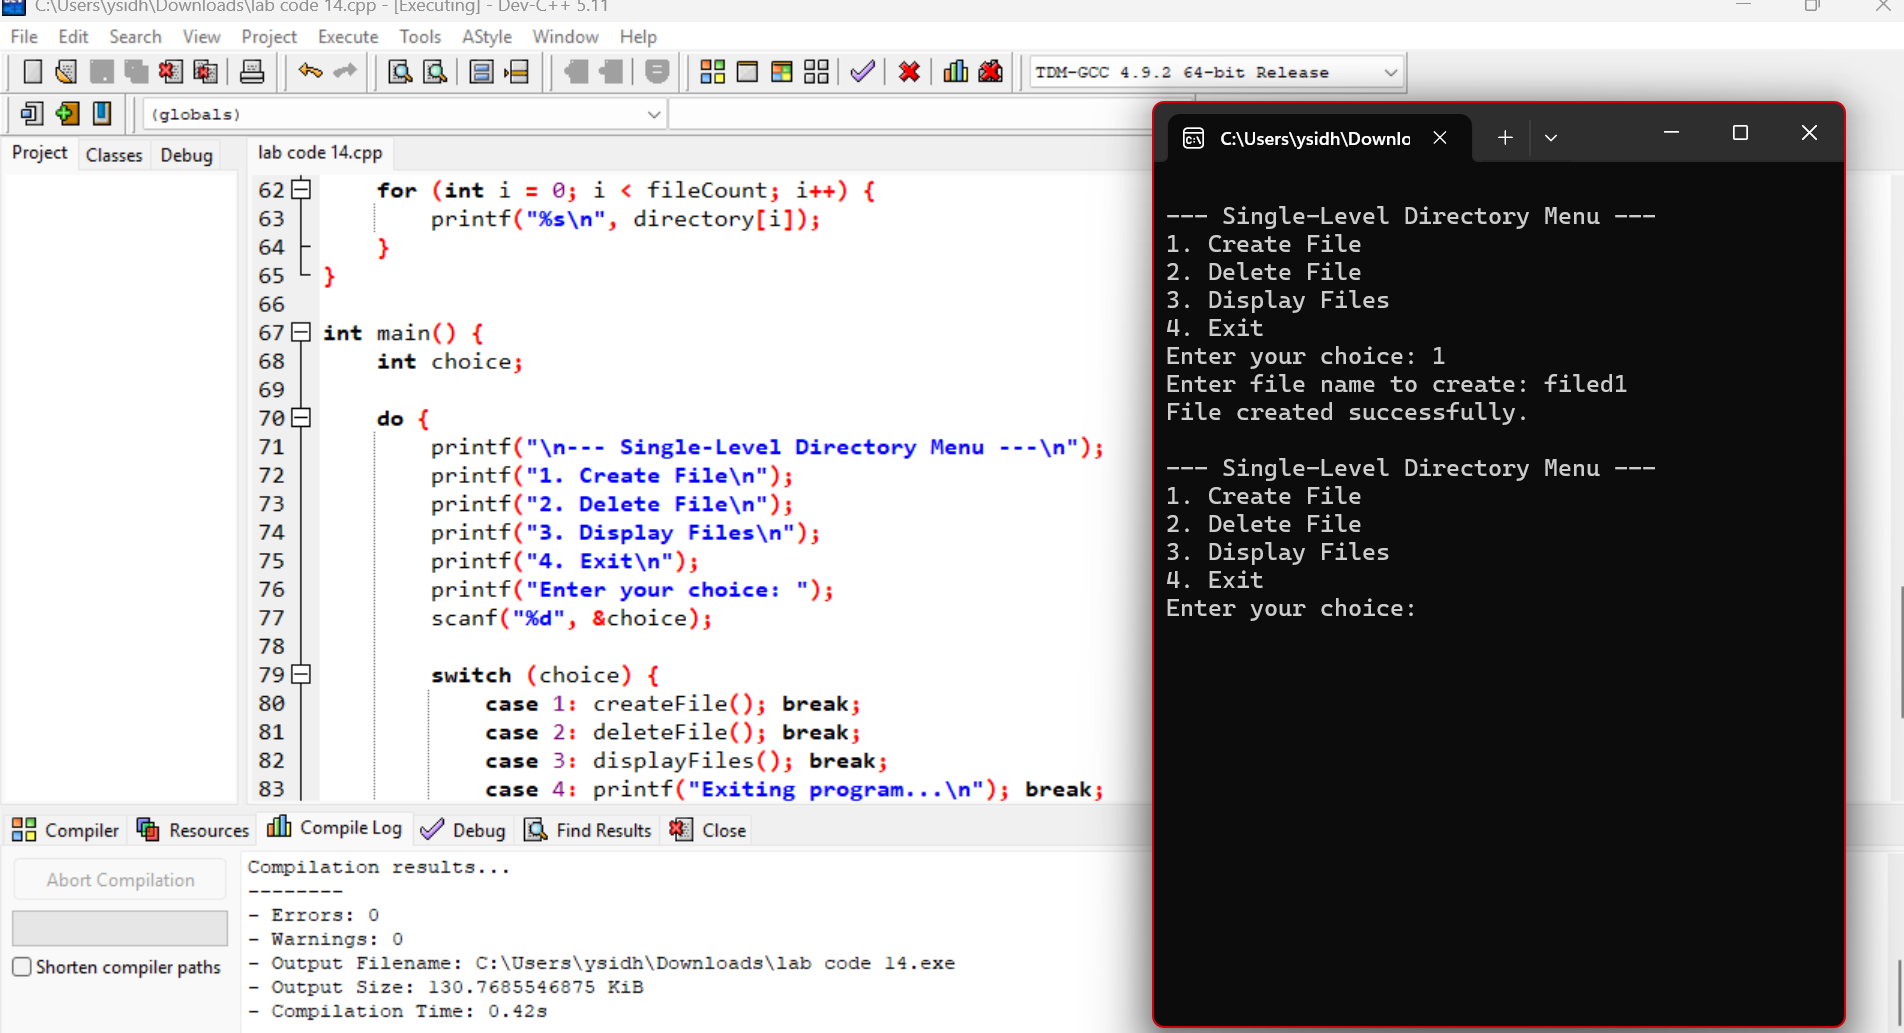 C:\Users\ysidh\Downloads\lab code 14.cpp - [Executing] - Dev-C++ 5.11
File Edit Search View Project Execute Tools AStyle Window Help
TDM-GCC 4.9.2 64-bit Release
(globals)
Project Classes Debug
lab code 14.cpp
62 for (int i = 0; i < fileCount; i++) {
63 printf("%s\n", directory[i]);
64 }
65 }
66
67 int main() {
68 int choice;
69
70 do {
71 printf("\n--- Single-Level Directory Menu ---\n");
72 printf("1. Create File\n");
73 printf("2. Delete File\n");
74 printf("3. Display Files\n");
75 printf("4. Exit\n");
76 printf("Enter your choice: ");
77 scanf("%d", &choice);
78
79 switch (choice) {
80 case 1: createFile(); break;
81 case 2: deleteFile(); break;
82 case 3: displayFiles(); break;
83 case 4: printf("Exiting program...\n"); break;
Compiler Resources Compile Log Debug Find Results Close
Abort Compilation
Shorten compiler paths
Compilation results...
--------
- Errors: 0
- Warnings: 0
- Output Filename: C:\Users\ysidh\Downloads\lab code 14.exe
- Output Size: 130.7685546875 KiB
- Compilation Time: 0.42s
C:\Users\ysidh\Downlo
--- Single-Level Directory Menu ---
1. Create File
2. Delete File
3. Display Files
4. Exit
Enter your choice: 1
Enter file name to create: filed1
File created successfully.
--- Single-Level Directory Menu ---
1. Create File
2. Delete File
3. Display Files
4. Exit
Enter your choice: